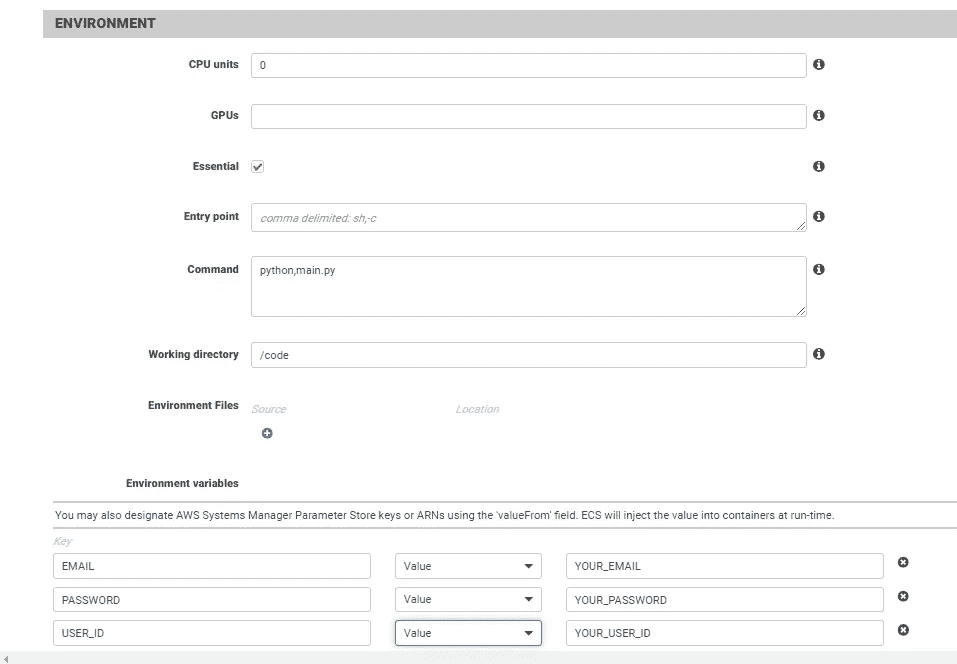 ENVIRONMENT
CPU units 0
GPUs
Essential
Entry point comma delimited: sh,-c
Command python,main.py
Working directory /code
Environment Files Source Location
Environment variables
You may also designate AWS Systems Manager Parameter Store keys or ARNs using the 'valueFrom' field. ECS will inject the value into containers at run-time.
Key
EMAIL Value YOUR_EMAIL
PASSWORD Value YOUR_PASSWORD
USER_ID Value YOUR_USER_ID